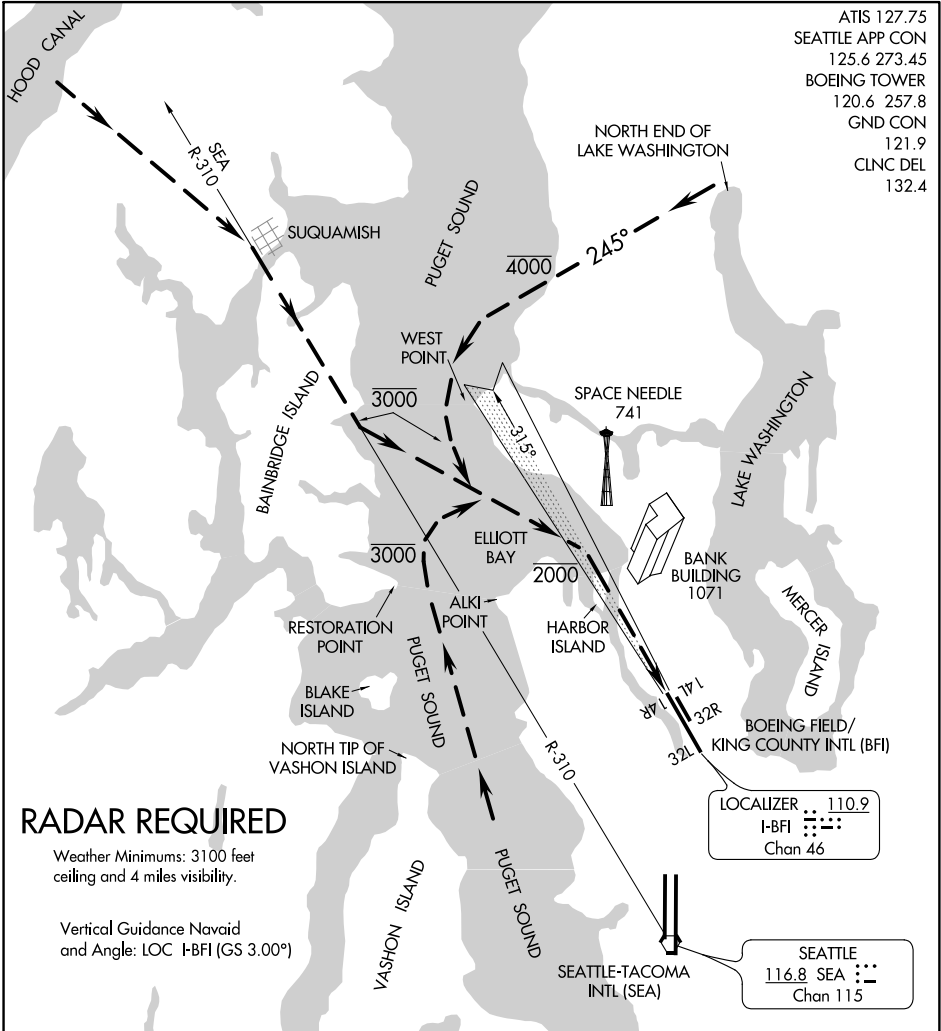 ATIS 127.75
SEATTLE APP CON
125.6 273.45
BOEING TOWER
120.6 257.8
GND CON
121.9
CLNC DEL
132.4
HOOD CANAL
SEA
R-310
SUQUAMISH
PUGET SOUND
NORTH END OF
LAKE WASHINGTON
245°
4000
WEST
POINT
3000
315°
SPACE NEEDLE
741
LAKE WASHINGTON
BAINBRIDGE ISLAND
3000
ELLIOTT
BAY
2000
BANK
BUILDING
1071
MERCER
ISLAND
RESTORATION
POINT
ALKI
POINT
HARBOR
ISLAND
PUGET SOUND
BLAKE
ISLAND
NORTH TIP OF
VASHON ISLAND
R-310
14L
14R
32R
32L
BOEING FIELD/
KING COUNTY INTL (BFI)
LOCALIZER 110.9
I-BFI
Chan 46
RADAR REQUIRED
Weather Minimums: 3100 feet
ceiling and 4 miles visibility.
Vertical Guidance Navaid
and Angle: LOC I-BFI (GS 3.00°)
VASHON ISLAND
PUGET SOUND
SEATTLE-TACOMA
INTL (SEA)
SEATTLE
116.8 SEA
Chan 115